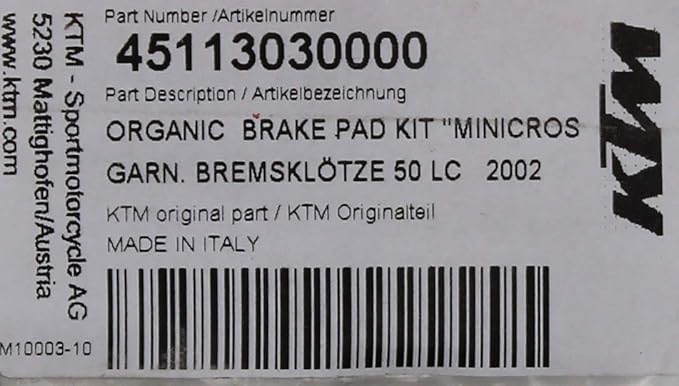 Part Number /Artikelnummer
45113030000
Part Description / Artikelbezeichnung
ORGANIC BRAKE PAD KIT "MINICROS
GARN. BREMSKLÖTZE 50 LC 2002
KTM original part / KTM Originalteil
MADE IN ITALY
M10003-10
KTM - Sportmotorcycle AG
5230 Mattighofen/Austria
www.ktm.com
KTM